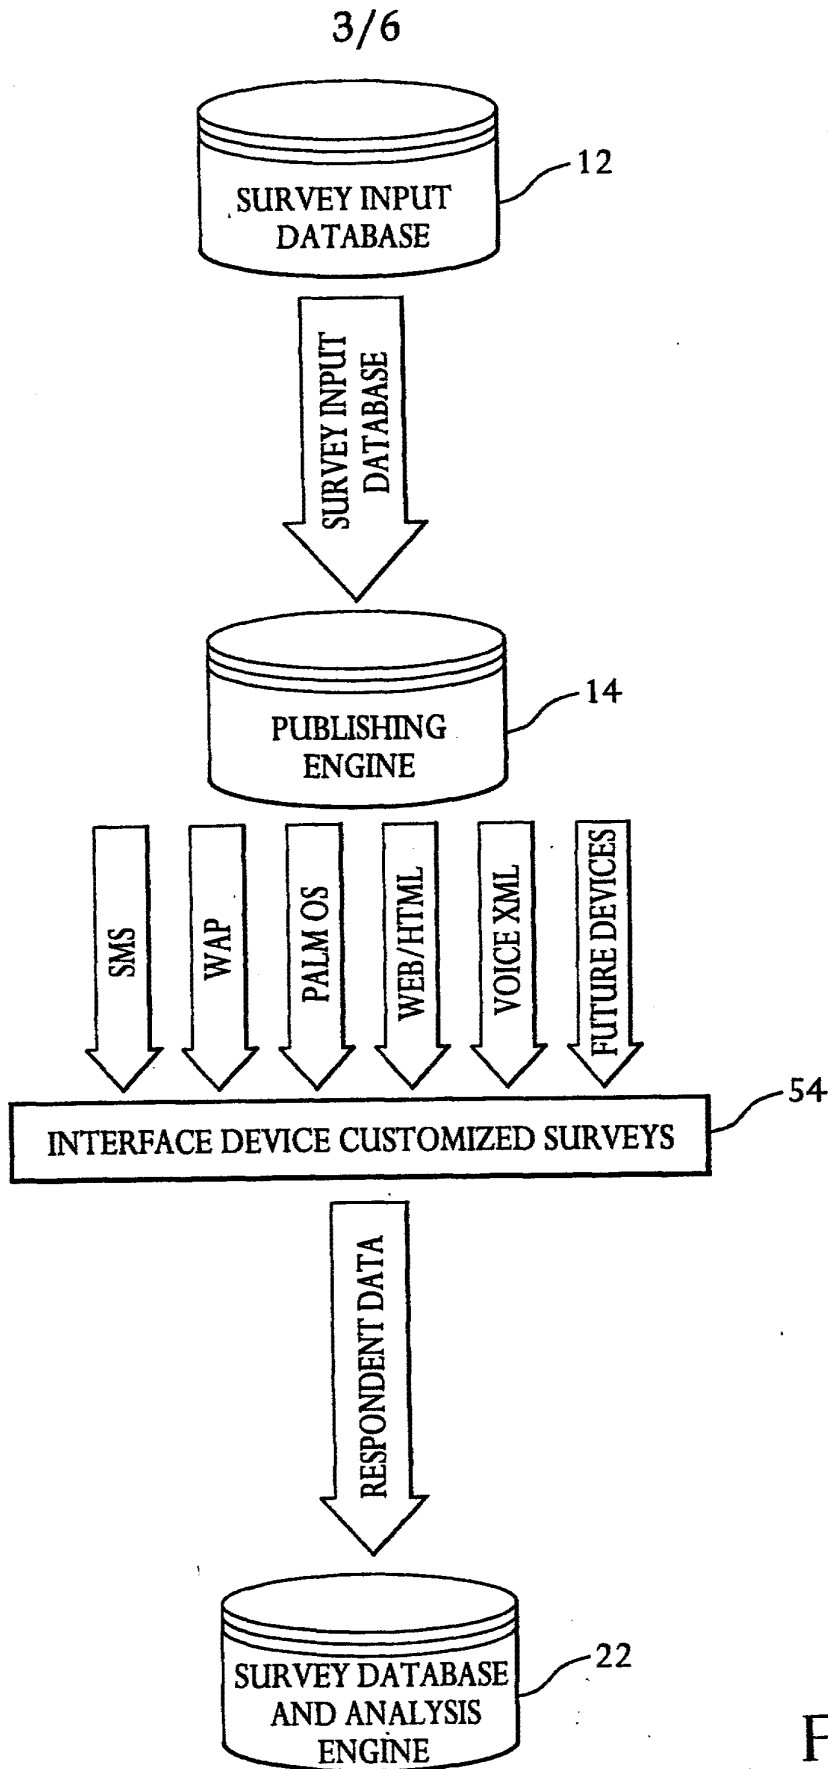 3/6
12
SURVEY INPUT
DATABASE
SURVEY INPUT
DATABASE
14
PUBLISHING
ENGINE
SMS
WAP
PALM OS
WEB/HTML
VOICE XML
FUTURE DEVICES
54
INTERFACE DEVICE CUSTOMIZED SURVEYS
RESPONDENT DATA
22
SURVEY DATABASE
AND ANALYSIS
ENGINE
F